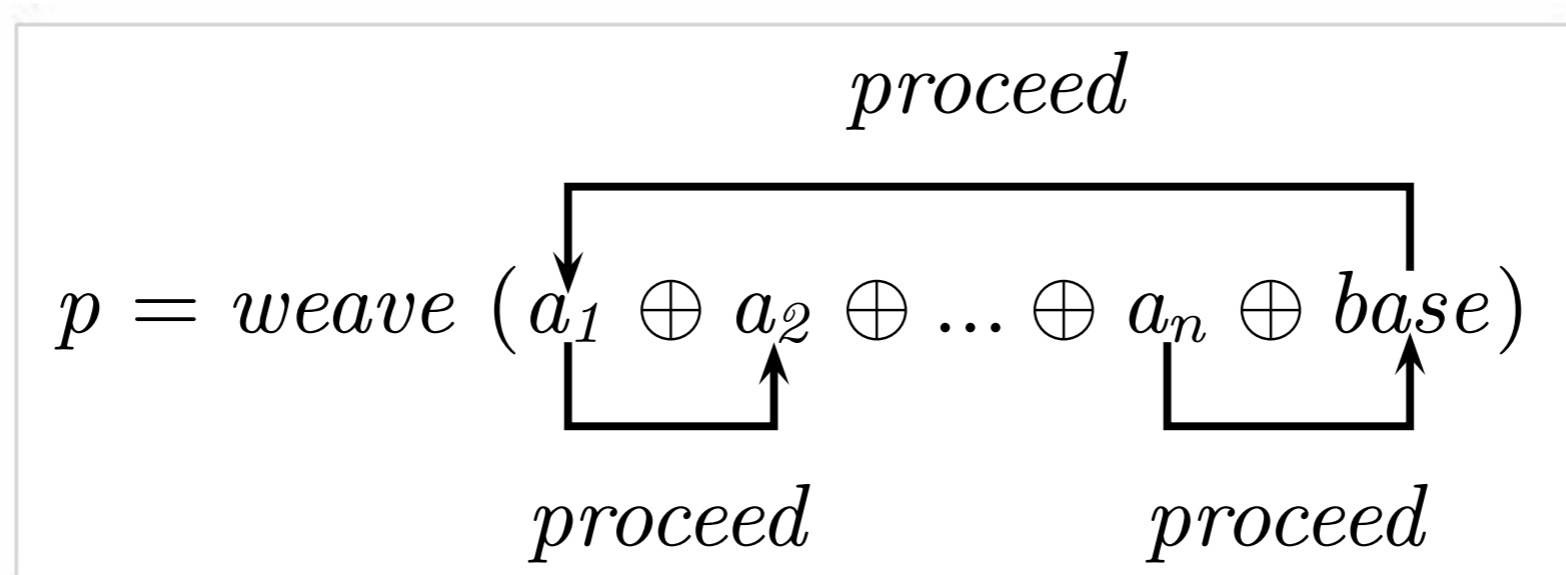 proceed
p = weave (a₁ ⊕ a₂ ⊕ ... ⊕ aₙ ⊕ base)
proceed proceed